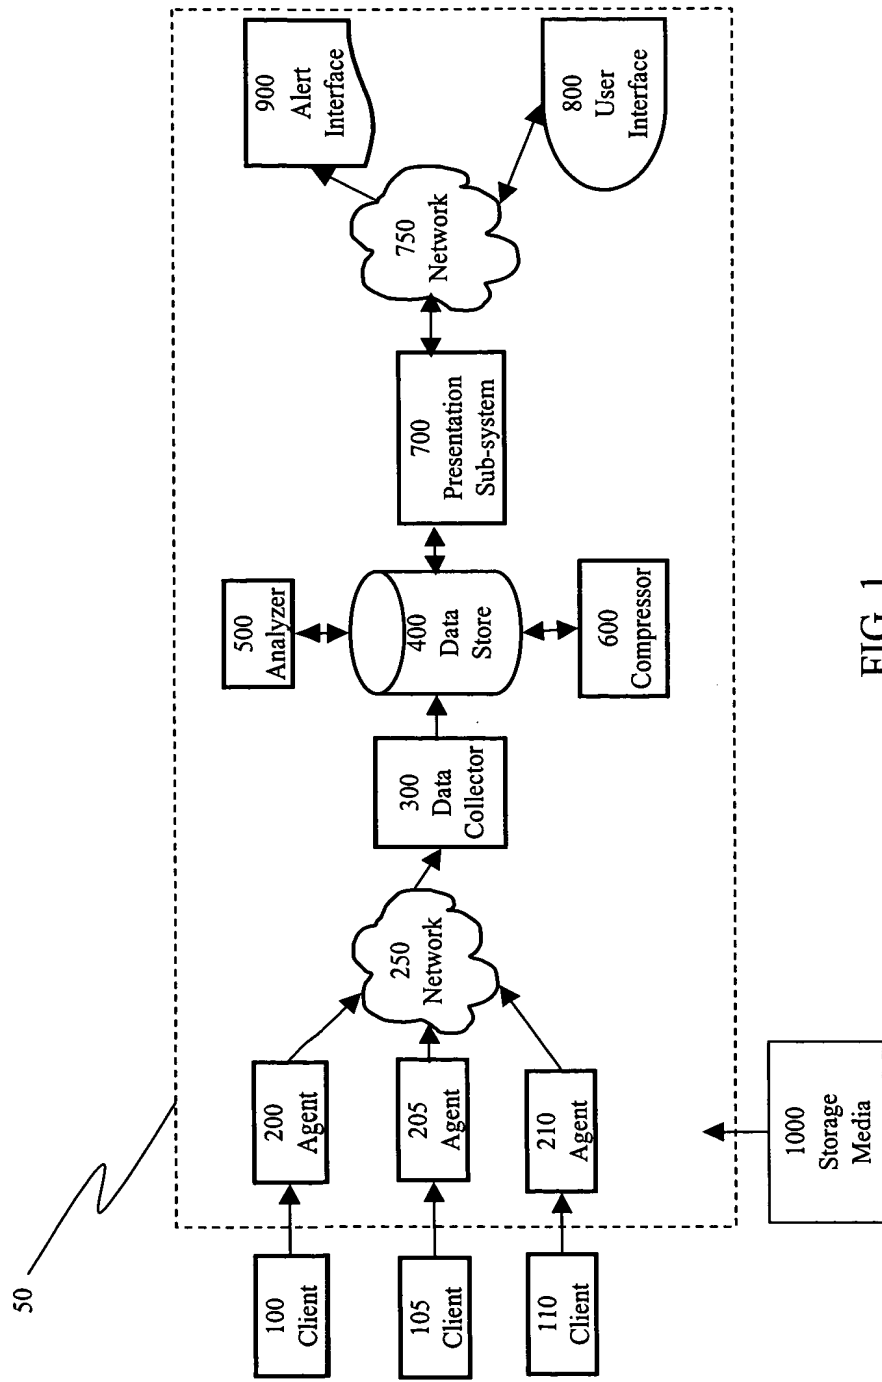 50
100
Client
105
Client
110
Client
200
Agent
205
Agent
210
Agent
250
Network
300
Data
Collector
400
Data
Store
500
Analyzer
600
Compressor
700
Presentation
Sub-system
750
Network
900
Alert
Interface
800
User
Interface
1000
Storage
Media
FIG. 1